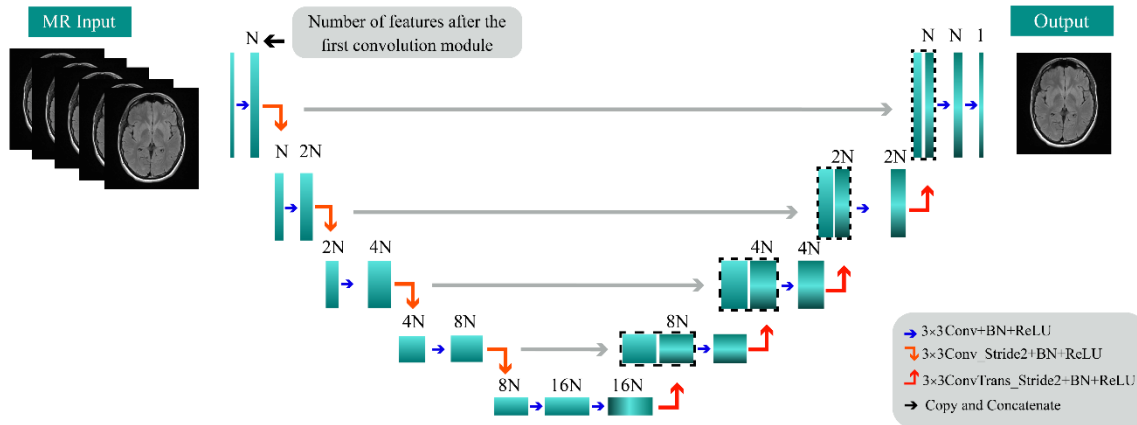 MR Input
Number of features after the
first convolution module
Output
N
N
N
1
N
2N
2N
2N
2N
4N
4N
4N
4N
8N
8N
8N
16N
16N
3×3Conv+BN+ReLU
3×3Conv_Stride2+BN+ReLU
3×3ConvTrans_Stride2+BN+ReLU
Copy and Concatenate